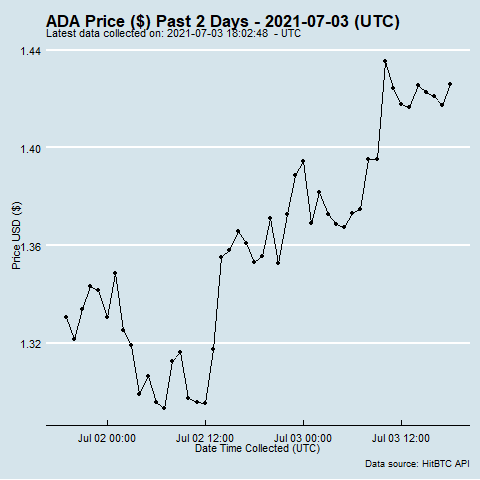 ADA Price ($) Past 2 Days - 2021-07-03 (UTC)
Latest data collected on: 2021-07-03 18:02:48 - UTC
1.44
1.40
1.36
1.32
Price USD ($)
Jul 02 00:00 Jul 02 12:00 Jul 03 00:00 Jul 03 12:00
Date Time Collected (UTC)
Data source: HitBTC API